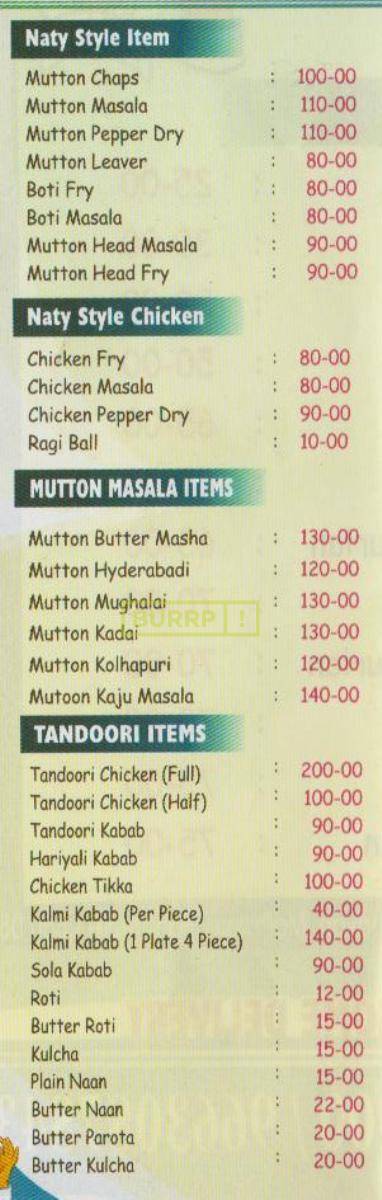 Naty Style Item
Mutton Chaps : 100-00
Mutton Masala : 110-00
Mutton Pepper Dry : 110-00
Mutton Leaver : 80-00
Boti Fry : 80-00
Boti Masala : 80-00
Mutton Head Masala : 90-00
Mutton Head Fry : 90-00
Naty Style Chicken
Chicken Fry : 80-00
Chicken Masala : 80-00
Chicken Pepper Dry : 90-00
Ragi Ball : 10-00
MUTTON MASALA ITEMS
Mutton Butter Masha : 130-00
Mutton Hyderabadi : 120-00
Mutton Mughalai : 130-00
BURRP !
Mutton Kadai : 130-00
Mutton Kolhapuri : 120-00
Mutoon Kaju Masala : 140-00
TANDOORI ITEMS
Tandoori Chicken (Full) : 200-00
Tandoori Chicken (Half) : 100-00
Tandoori Kabab : 90-00
Hariyali Kabab : 90-00
Chicken Tikka : 100-00
Kalmi Kabab (Per Piece) : 40-00
Kalmi Kabab (1 Plate 4 Piece) : 140-00
Sola Kabab : 90-00
Roti : 12-00
Butter Roti : 15-00
Kulcha : 15-00
Plain Naan : 15-00
Butter Naan : 22-00
Butter Parota : 20-00
Butter Kulcha : 20-00